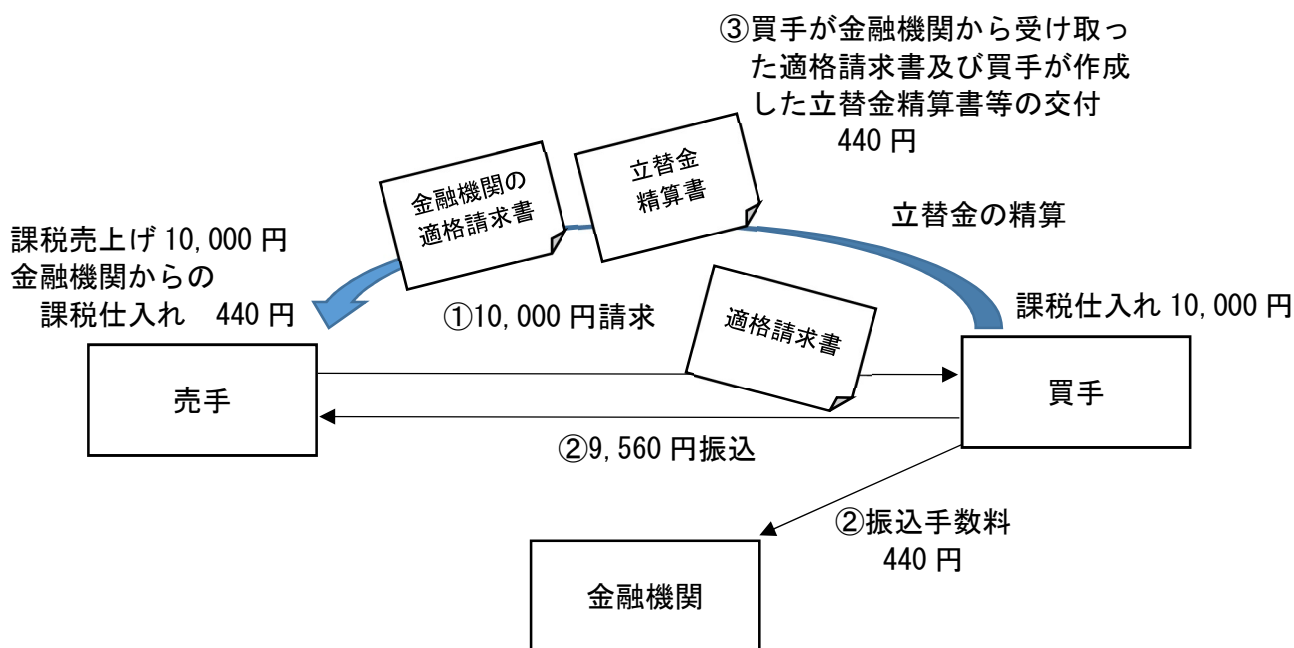 ③買手が金融機関から受け取っ
た適格請求書及び買手が作成
した立替金精算書等の交付
440 円
金融機関の
適格請求書
立替金
精算書
立替金の精算
課税売上げ 10,000 円
金融機関からの
課税仕入れ 440 円
①10,000 円請求
適格請求書
課税仕入れ 10,000 円
売手
買手
②9,560 円振込
②振込手数料
440 円
金融機関